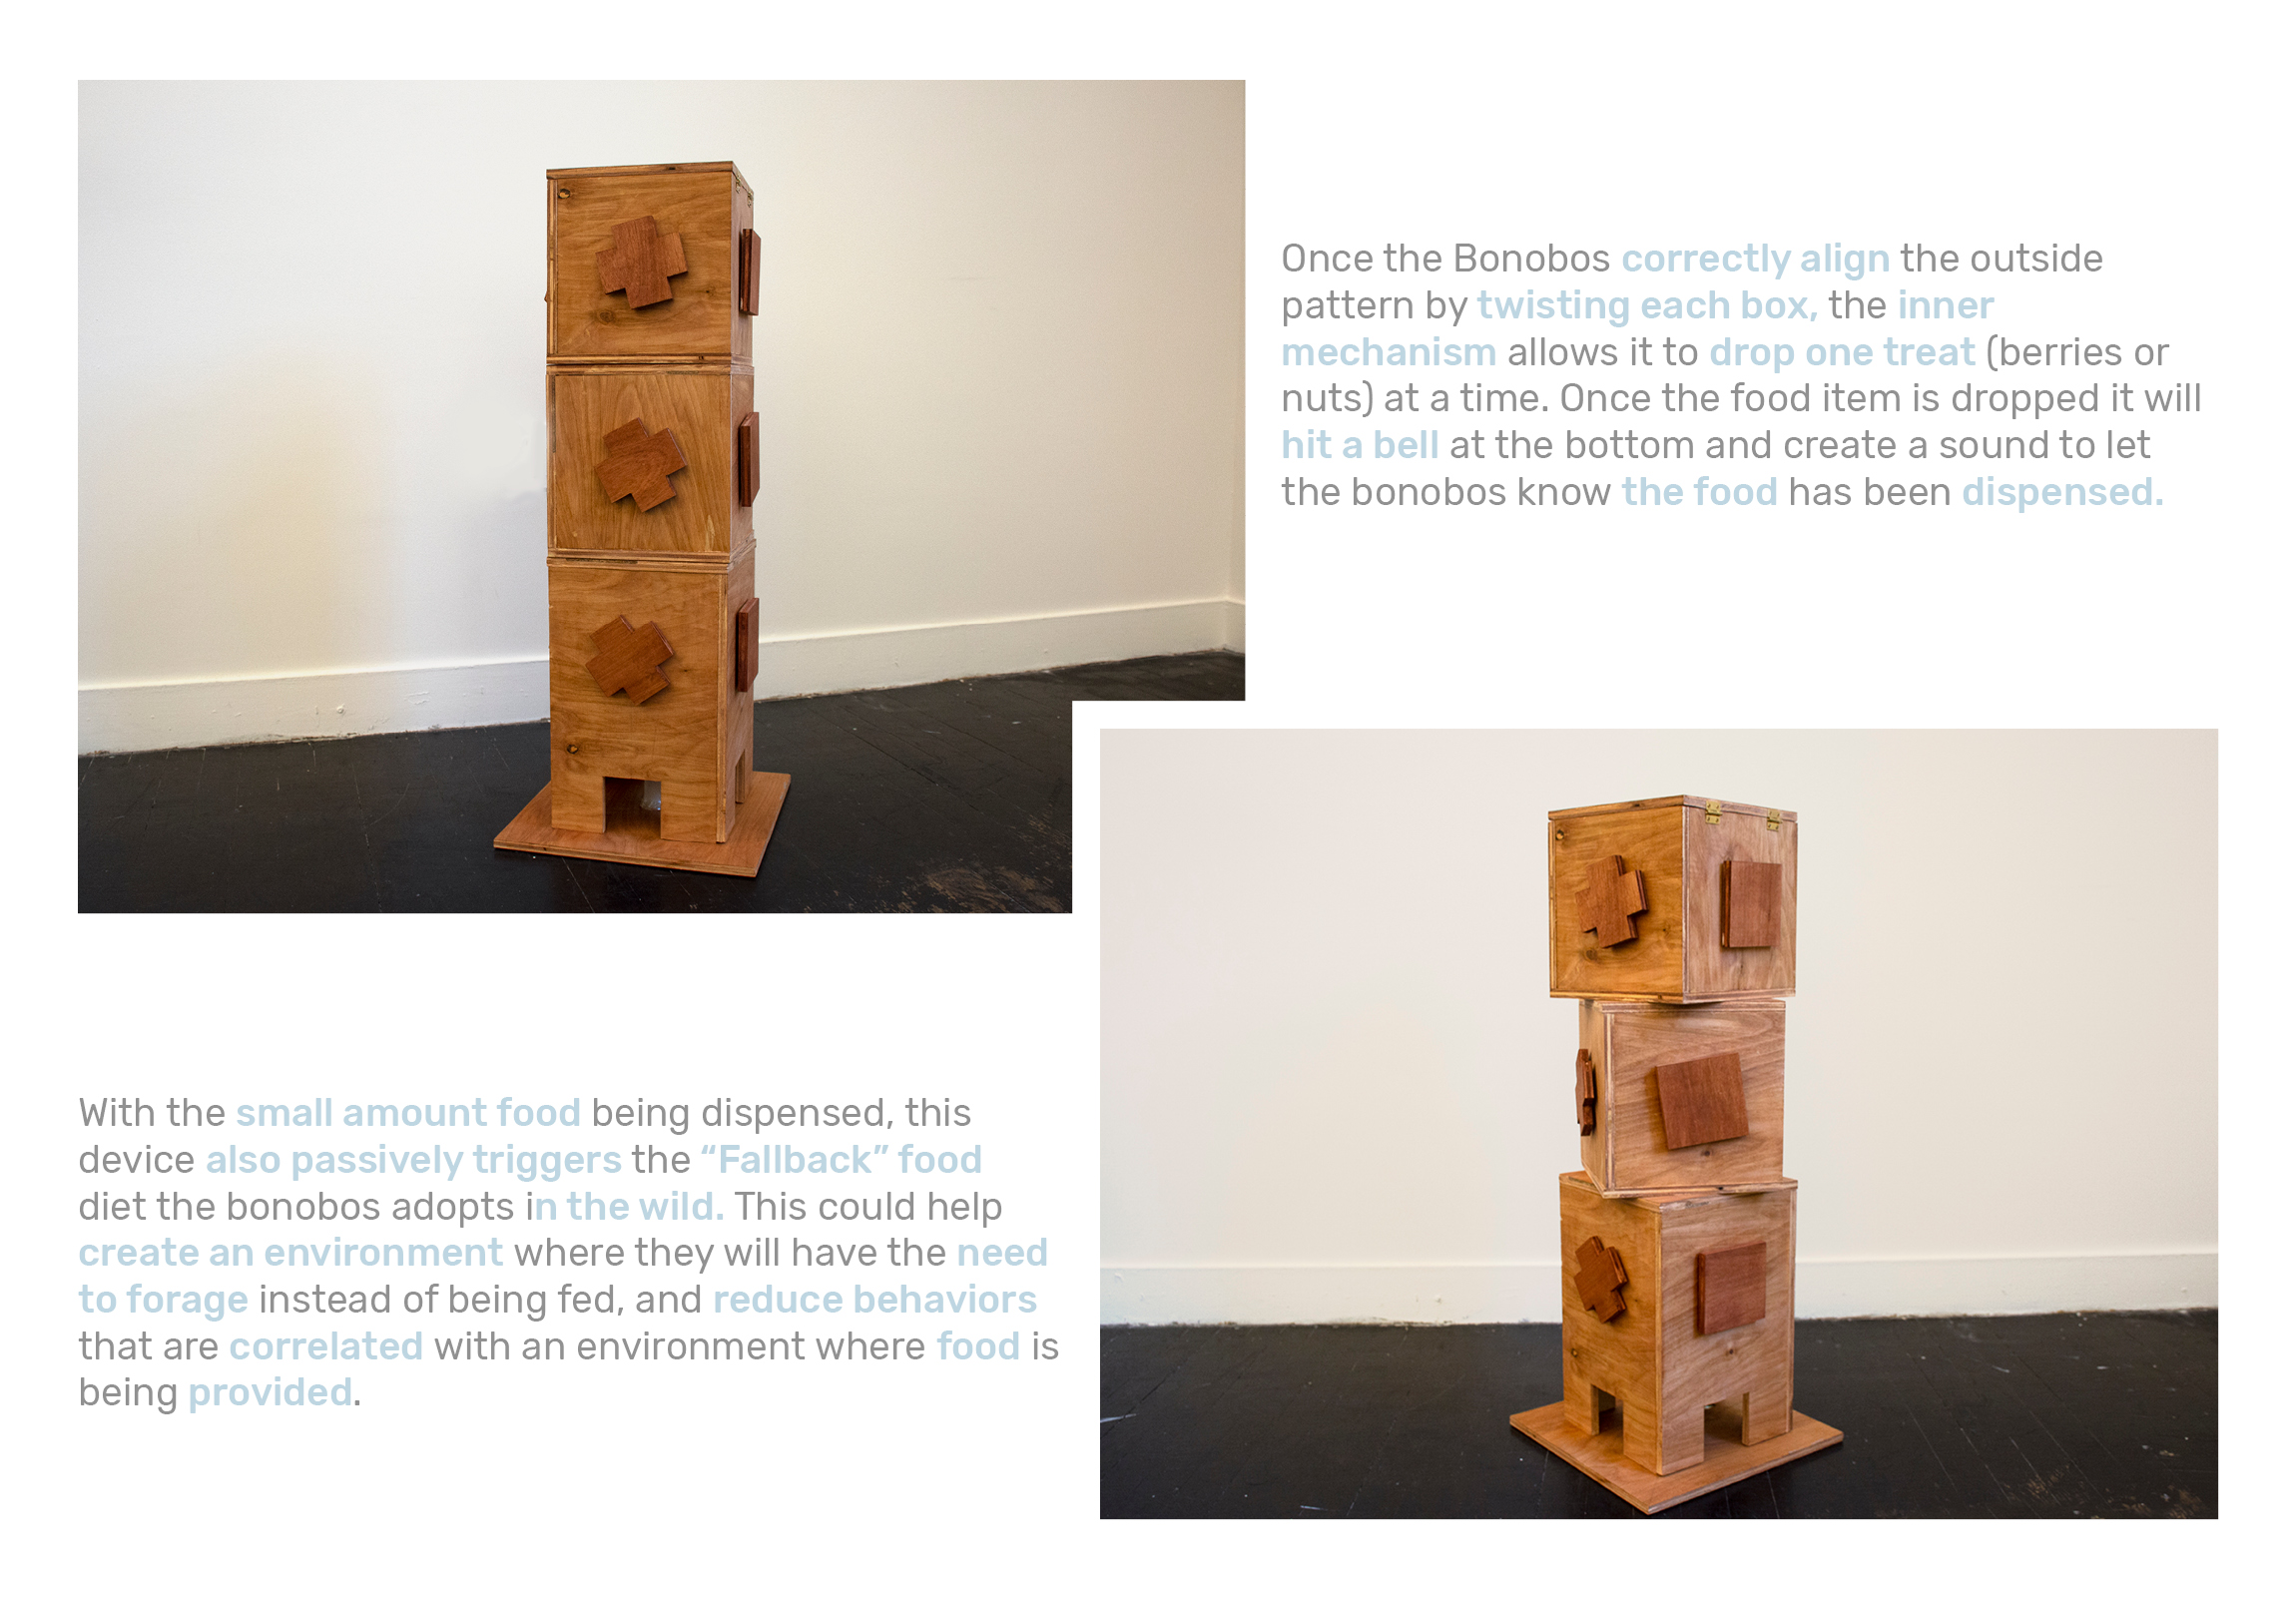 Once the Bonobos correctly align the outside
pattern by twisting each box, the inner
mechanism allows it to drop one treat (berries or
nuts) at a time. Once the food item is dropped it will
hit a bell at the bottom and create a sound to let
the bonobos know the food has been dispensed.
With the small amount food being dispensed, this
device also passively triggers the “Fallback” food
diet the bonobos adopts in the wild. This could help
create an environment where they will have the need
to forage instead of being fed, and reduce behaviors
that are correlated with an environment where food is
being provided.